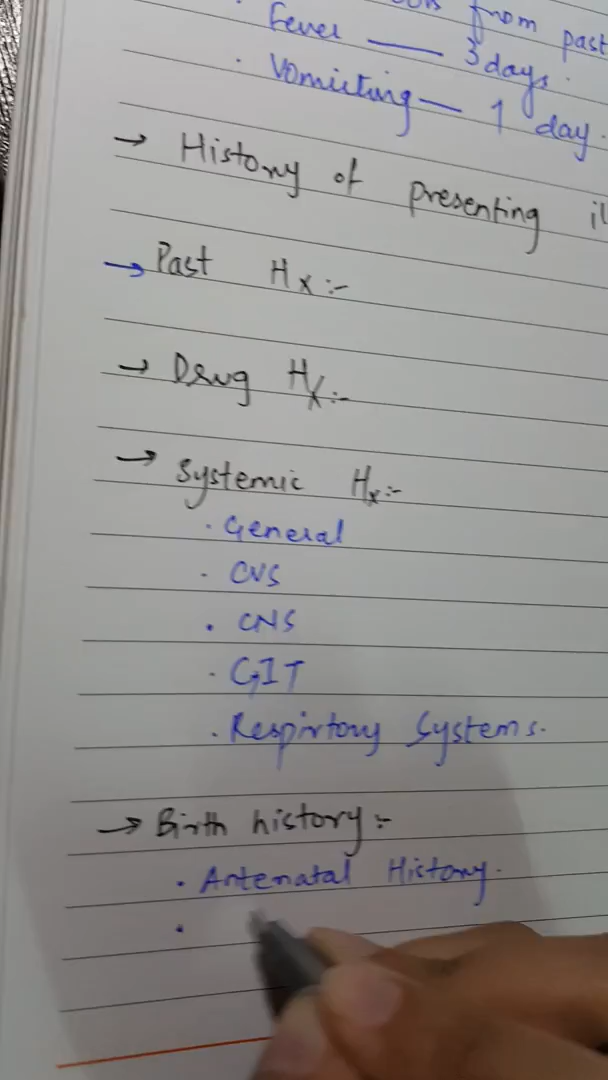 from past
· Fever — 3 days.
· Vomicting — 1 day.
→ History of presenting
→ Past Hx:-
→ Drug Hx:-
→ Systemic Hx:-
· General
· CVS
· CNS
· GIT
· Respirtory Systems.
→ Birth history:-
· Antenatal History.
·